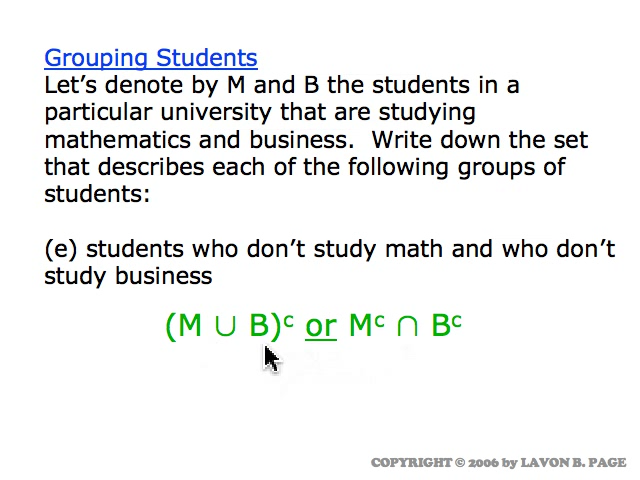 Grouping Students
Let’s denote by M and B the students in a
particular university that are studying
mathematics and business.  Write down the set
that describes each of the following groups of
students:
(e) students who don’t study math and who don’t
study business
(M ∪ B)ᶜ or Mᶜ ∩ Bᶜ
COPYRIGHT © 2006 by LAVON B. PAGE